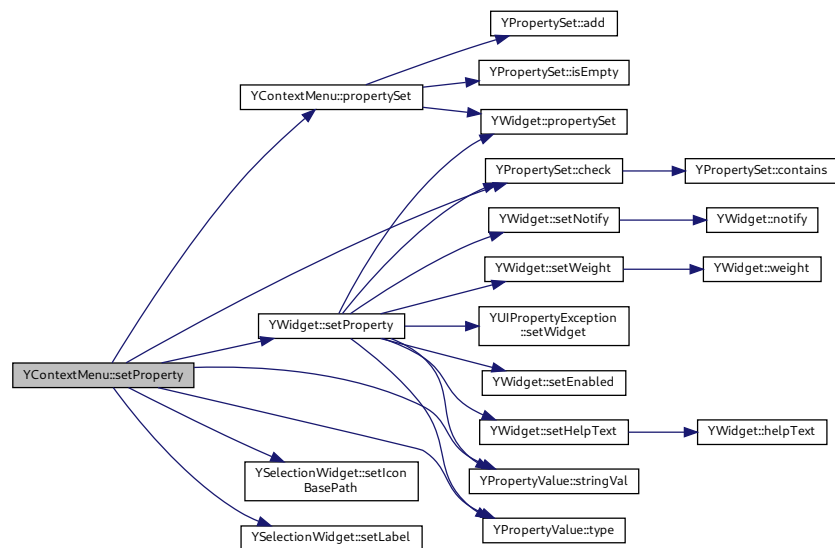 YPropertySet::add
YPropertySet::isEmpty
YContextMenu::propertySet
YWidget::propertySet
YPropertySet::check
YPropertySet::contains
YWidget::setNotify
YWidget::notify
YWidget::setWeight
YWidget::weight
YWidget::setProperty
YUIPropertyException
::setWidget
YContextMenu::setProperty
YWidget::setEnabled
YWidget::setHelpText
YWidget::helpText
YSelectionWidget::setIcon
BasePath
YPropertyValue::stringVal
YPropertyValue::type
YSelectionWidget::setLabel